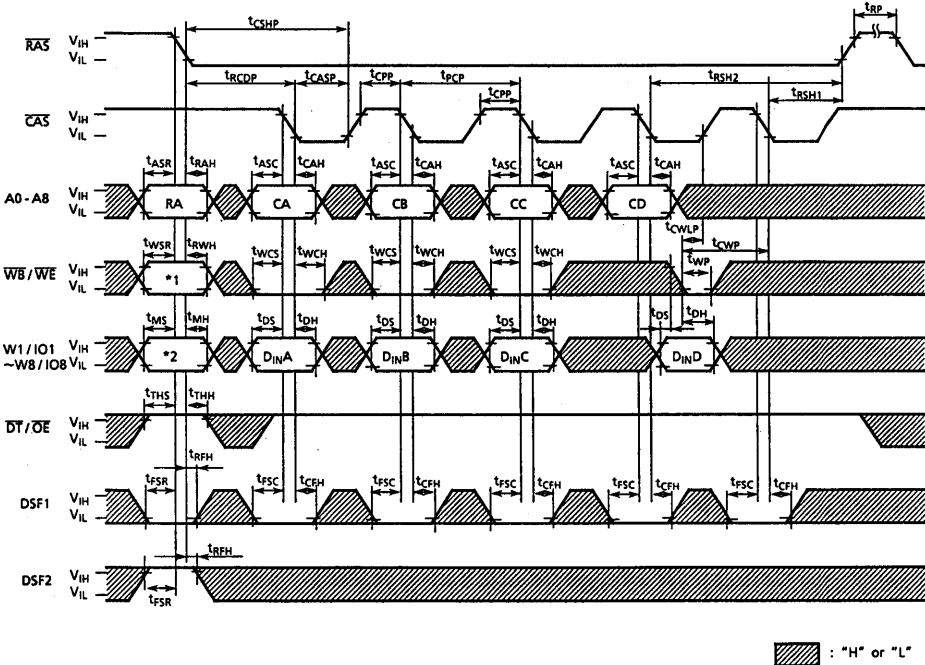 tRP
tCSHP
RAS VIH
VIL
tRCDP tCASP tCPP tPCP tRSH2
tCPP tRSH1
CAS VIH
VIL
tASR tRAH tASC tCAH tASC tCAH tASC tCAH tASC tCAH
A0 - A8 VIH
VIL
RA CA CB CC CD
tCWLP
tCWP
tWSR tRWH tWCS tWCH tWCS tWCH tWCS tWCH tWP
WB / WE VIH
VIL
*1
tMS tMH tDS tDH tDS tDH tDS tDH tDS tDH
W1 / IO1 VIH
~W8 / IO8 VIL
*2 DINA DINB DINC DIND
tTHS tTHH
DT / OE VIH
VIL
tRFH
tFSR tFSC tCFH tFSC tCFH tFSC tCFH tFSC tCFH tFSC tCFH
DSF1 VIH
VIL
tRFH
DSF2 VIH
VIL
tFSR
: "H" or "L"